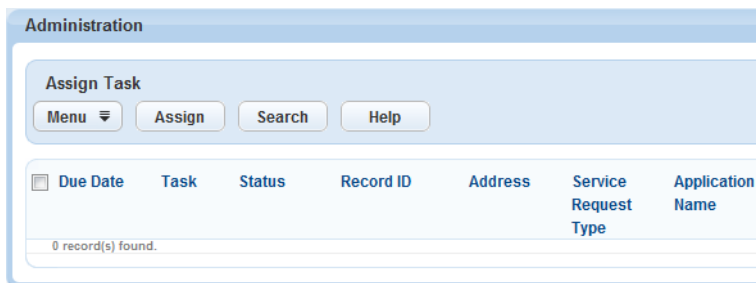 Administration
Assign Task
Menu Assign Search Help
Due Date Task Status Record ID Address Service Application
Request Name
Type
0 record(s) found.